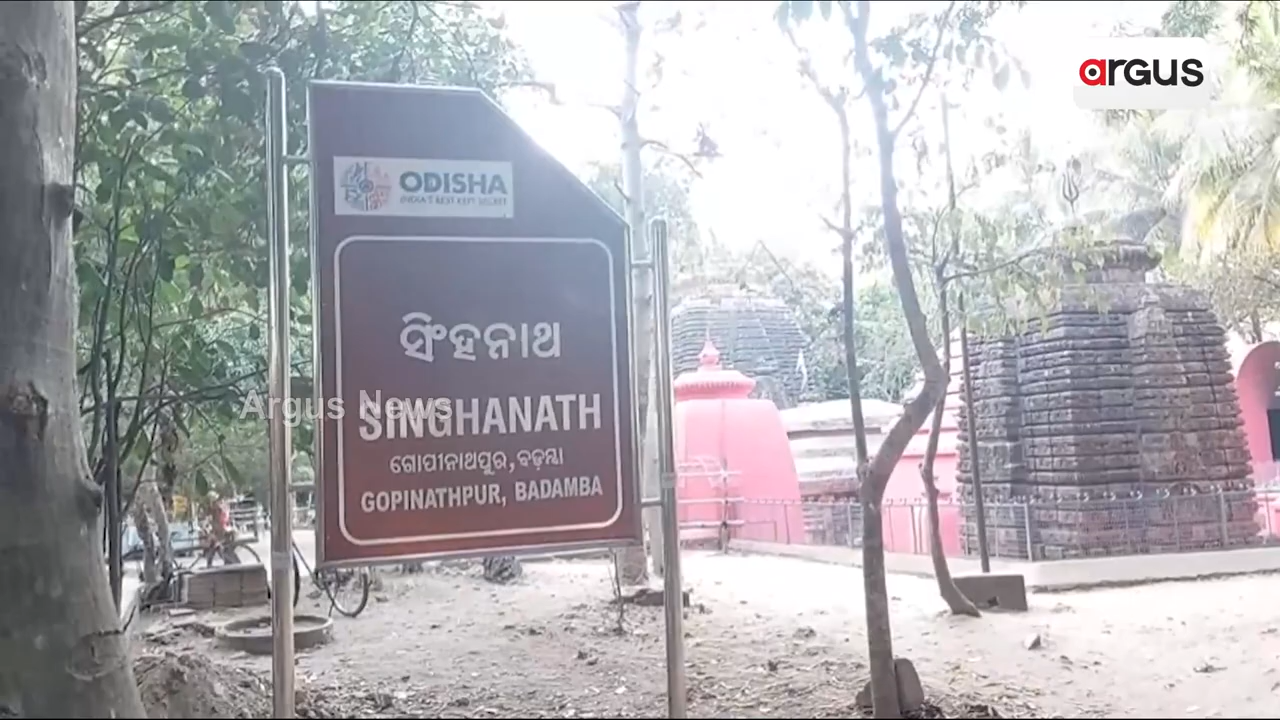 argus
ODISHA
INDIA'S BEST KEPT SECRET
ସିଂହନାଥ
Argus News
SINGHANATH
ଗୋପୀନାଥପୁର, ବଡ଼ମ୍ବା
GOPINATHPUR, BADAMBA